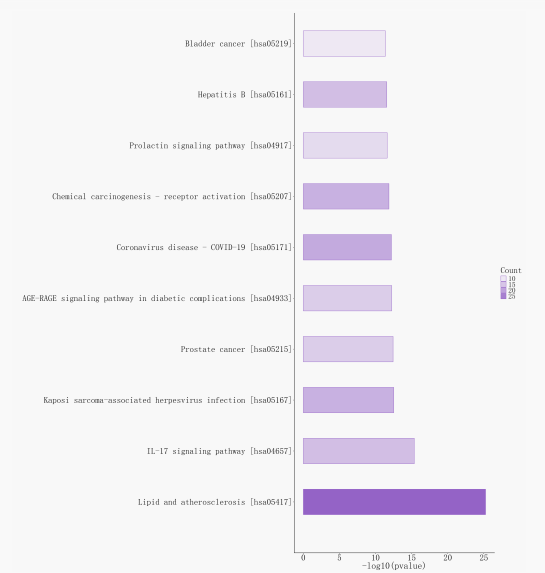 Bladder cancer [hsa05219]
Hepatitis B [hsa05161]
Prolactin signaling pathway [hsa04917]
Chemical carcinogenesis - receptor activation [hsa05207]
Coronavirus disease - COVID-19 [hsa05171]
AGE-RAGE signaling pathway in diabetic complications [hsa04933]
Prostate cancer [hsa05215]
Kaposi sarcoma-associated herpesvirus infection [hsa05167]
IL-17 signaling pathway [hsa04657]
Lipid and atherosclerosis [hsa05417]
0 5 10 15 20 25
-log10(pvalue)
Count
10
15
20
25